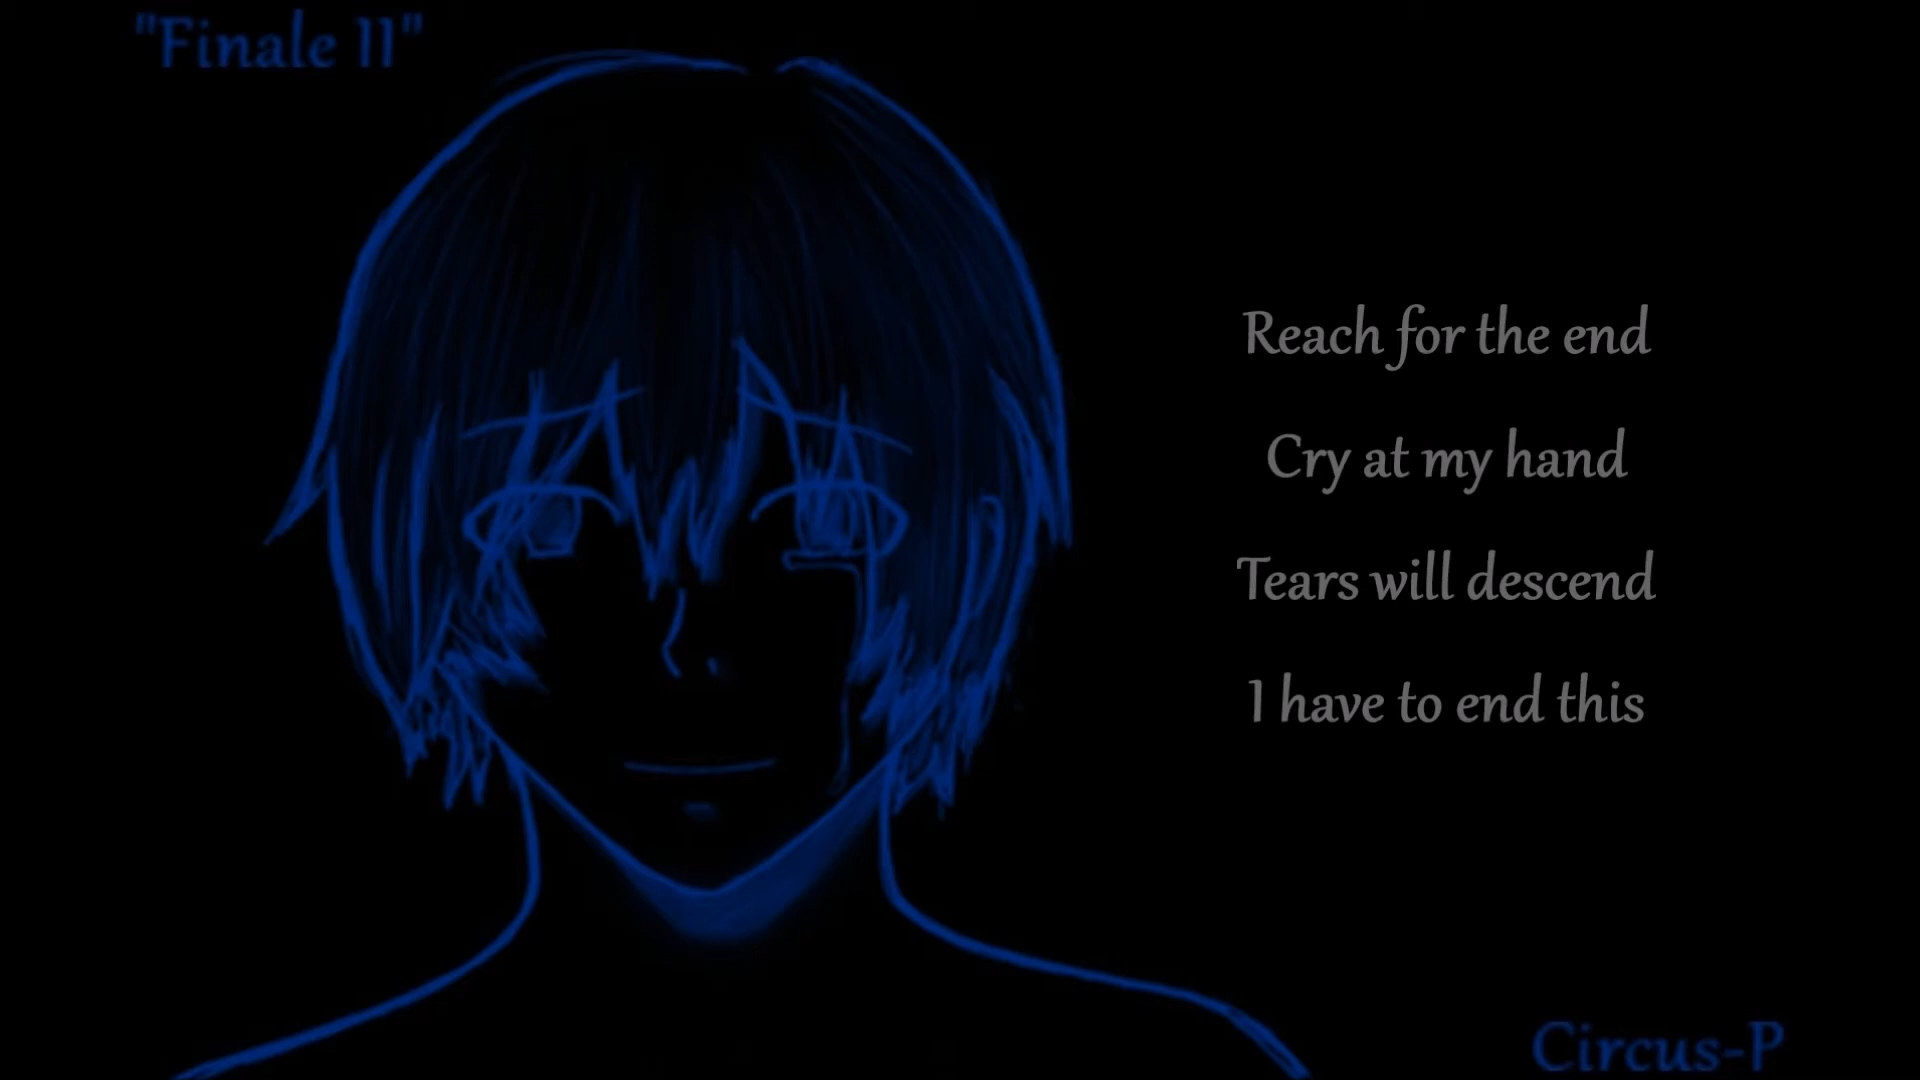 "Finale II"
Reach for the end
Cry at my hand
Tears will descend
I have to end this
Circus-P